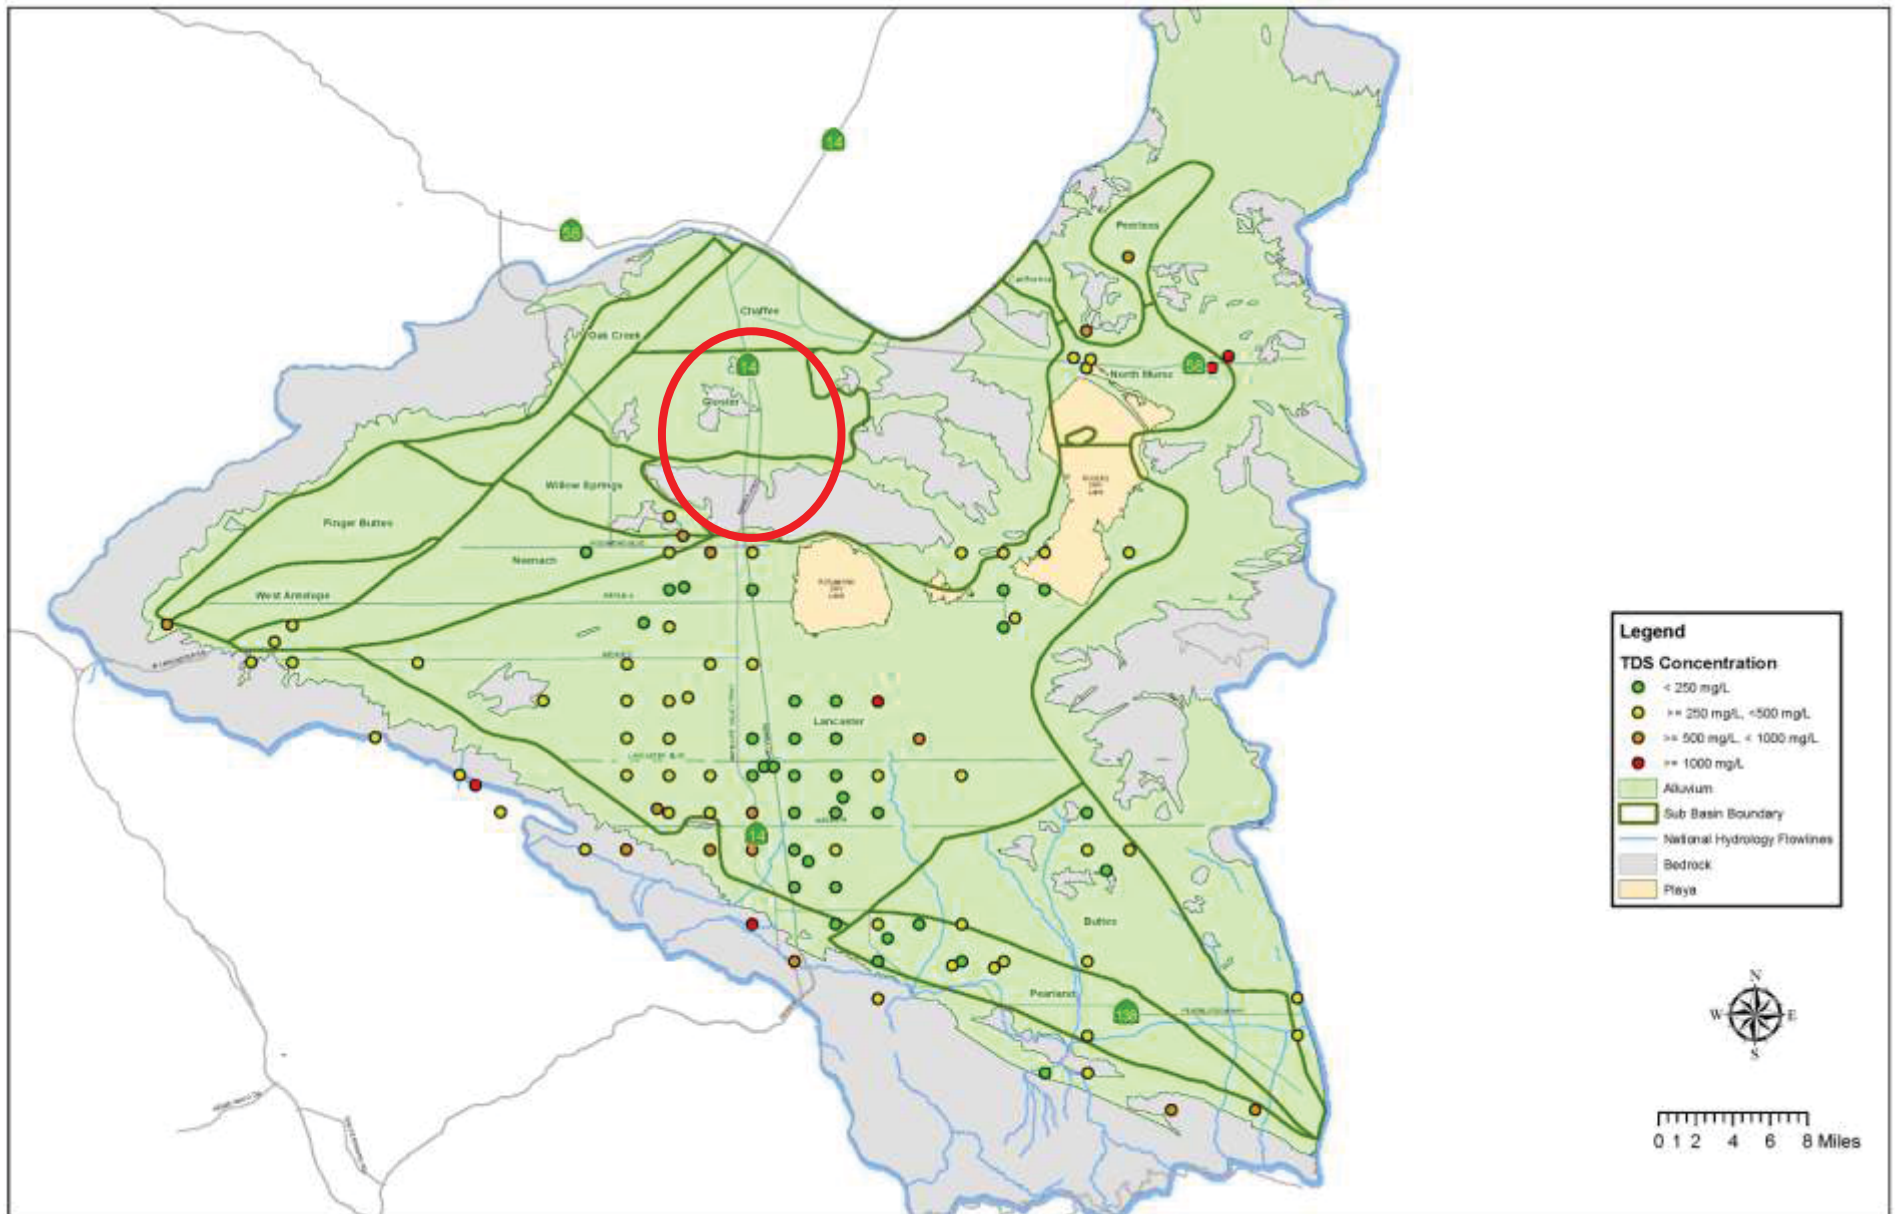 14
58
Peerless
California
Chaffee
Oak Creek
14
58
North Muroc
Gloster
Willow Springs
Finger Buttes
Neenach
West Antelope
Lancaster
14
Buttes
Pearland
138
Legend
TDS Concentration
< 250 mg/L
>= 250 mg/L, <500 mg/L
>= 500 mg/L, < 1000 mg/L
>= 1000 mg/L
Alluvium
Sub Basin Boundary
National Hydrology Flowlines
Bedrock
Playa
N
W E
S
0 1 2 4 6 8 Miles